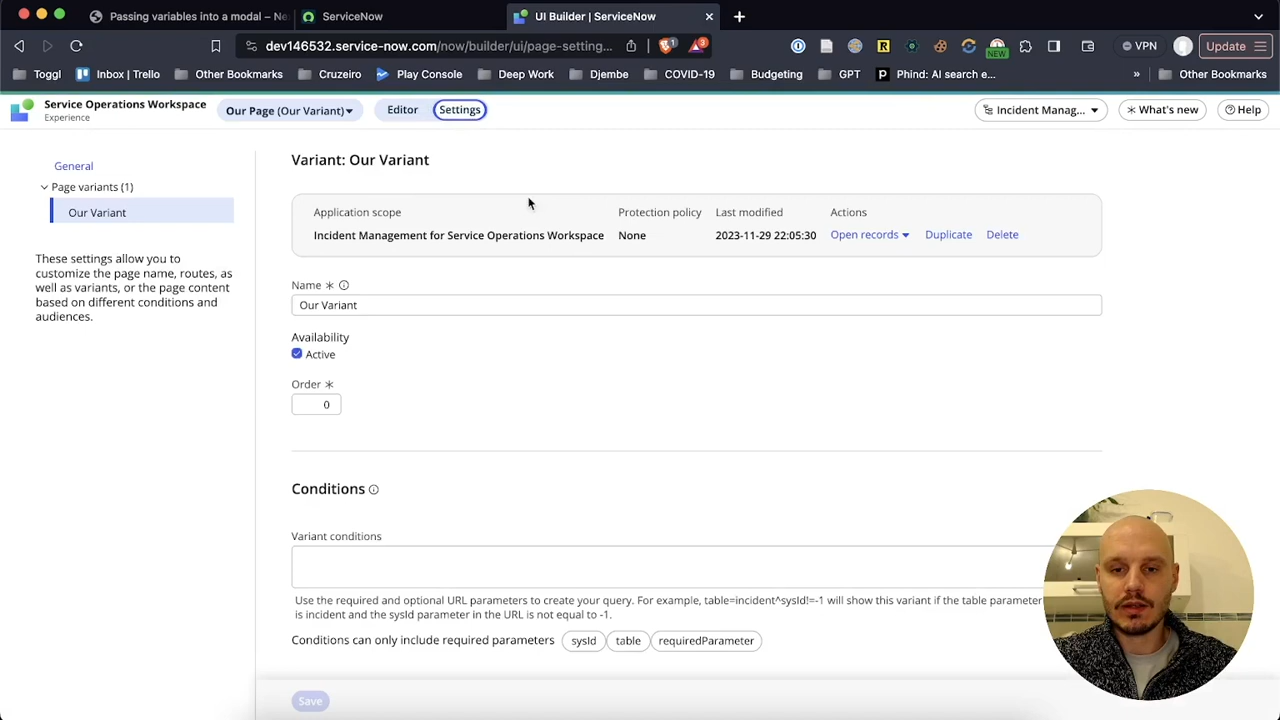 Passing variables into a modal – Ne
ServiceNow
UI Builder | ServiceNow
dev146532.service-now.com/now/builder/ui/page-setting...
1
3
NEW
VPN
Update
Toggl
Inbox | Trello
Other Bookmarks
Cruzeiro
Play Console
Deep Work
Djembe
COVID-19
Budgeting
GPT
Phind: AI search e...
»
Other Bookmarks
Service Operations Workspace
Experience
Our Page (Our Variant)
Editor
Settings
Incident Manag...
What's new
Help
General
Page variants (1)
Our Variant
These settings allow you to
customize the page name, routes, as
well as variants, or the page content
based on different conditions and
audiences.
Variant: Our Variant
Application scope
Protection policy
Last modified
Actions
Incident Management for Service Operations Workspace
None
2023-11-29 22:05:30
Open records
Duplicate
Delete
Name
Our Variant
Availability
Active
Order
0
Conditions
Variant conditions
Use the required and optional URL parameters to create your query. For example, table=incident^sysId!=-1 will show this variant if the table parameter
is incident and the sysId parameter in the URL is not equal to -1.
Conditions can only include required parameters
sysId
table
requiredParameter
Save